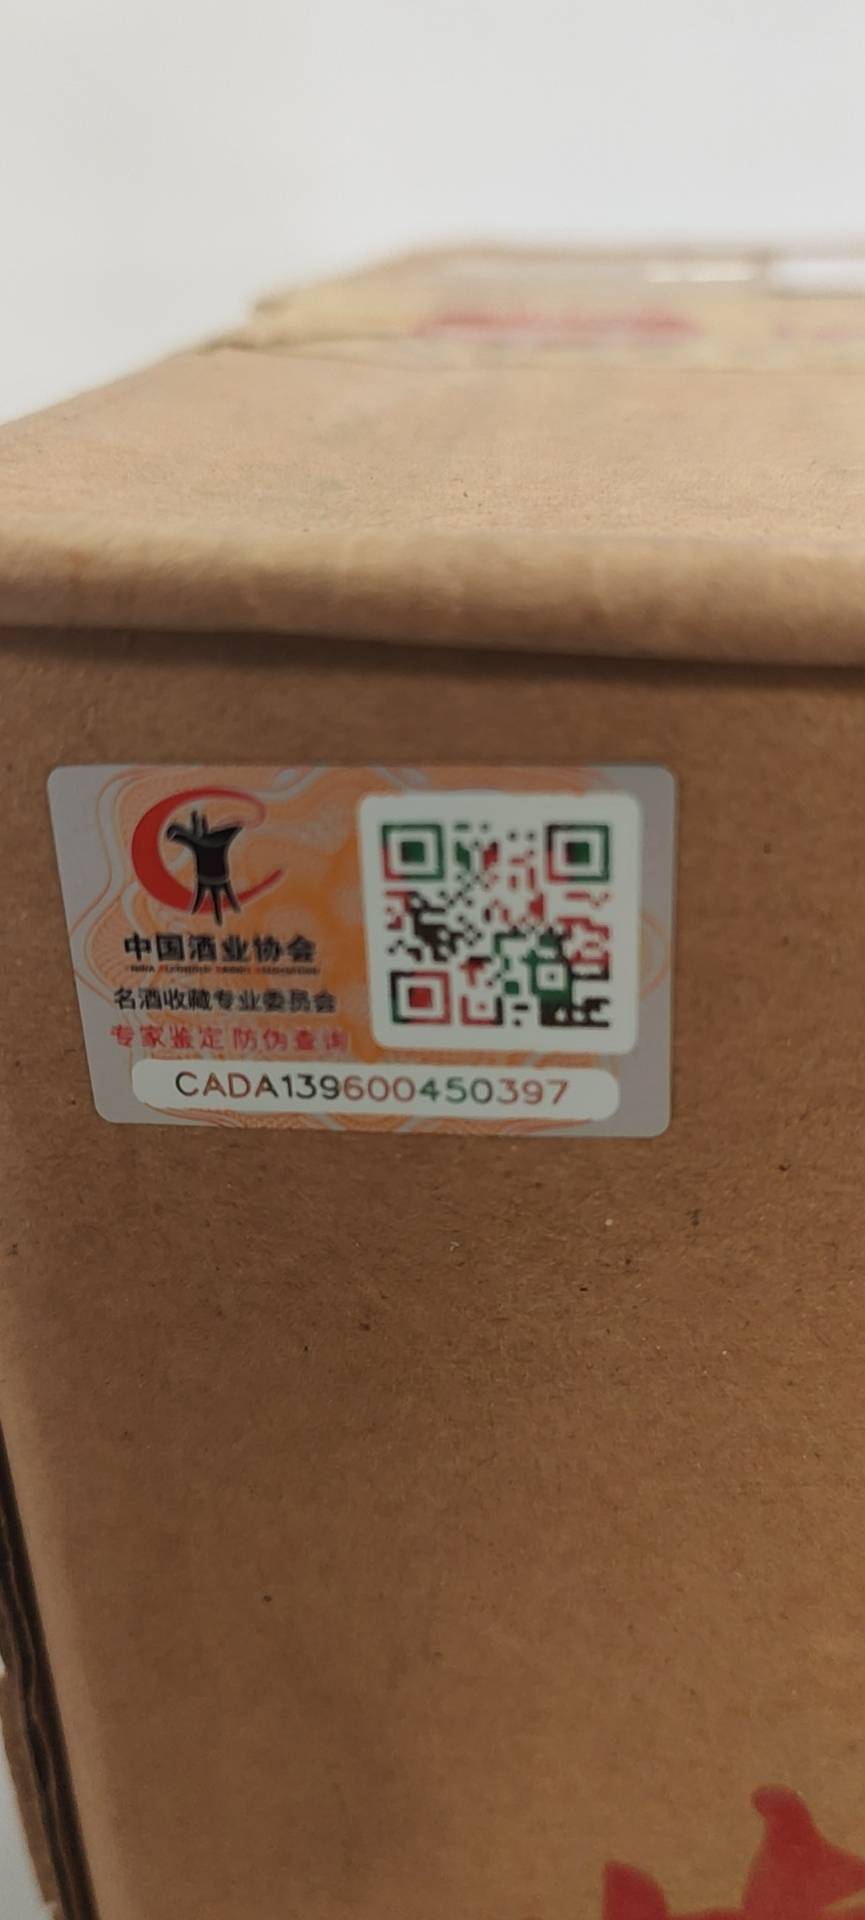 中国酒业协会
名酒收藏专业委员会
专家鉴定 防伪查询
CADA139600450397